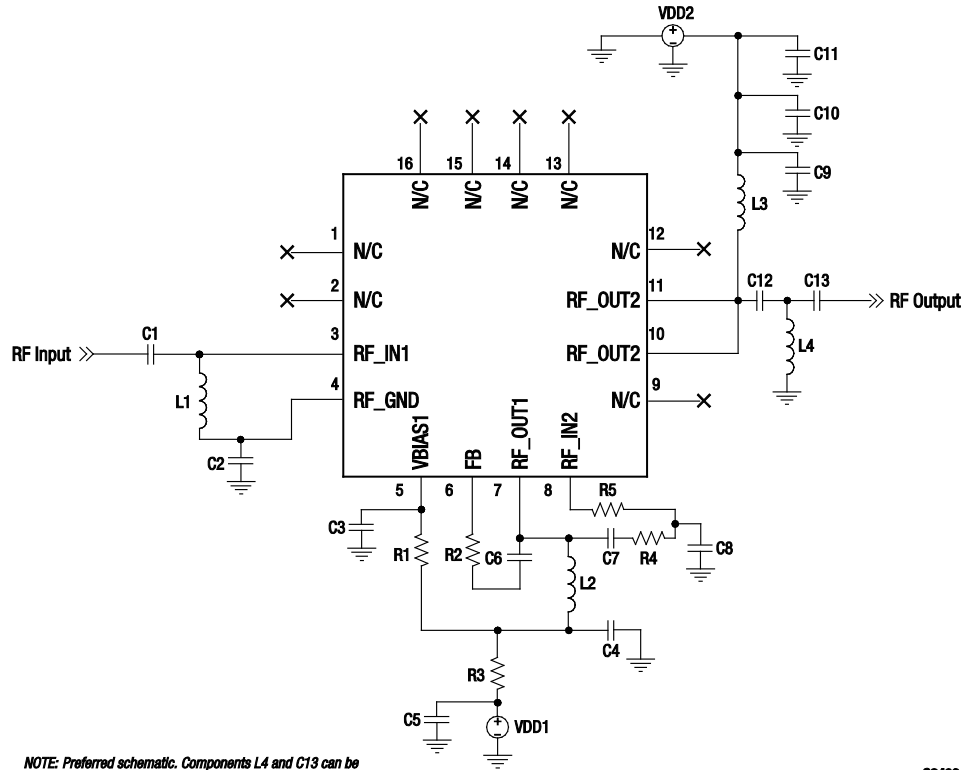 VDD2
C11
C10
C9
L3
16
15
14
13
N/C
N/C
N/C
N/C
1
N/C
2
N/C
3
RF_IN1
4
RF_GND
12
N/C
11
RF_OUT2
10
RF_OUT2
9
N/C
C12
C13
RF Output
L4
RF Input
C1
L1
C2
VBIAS1
FB
RF_OUT1
RF_IN2
5
6
7
8
R5
C3
R1
R2
C6
C7
R4
C8
L2
C4
R3
C5
VDD1
NOTE: Preferred schematic. Components L4 and C13 can be